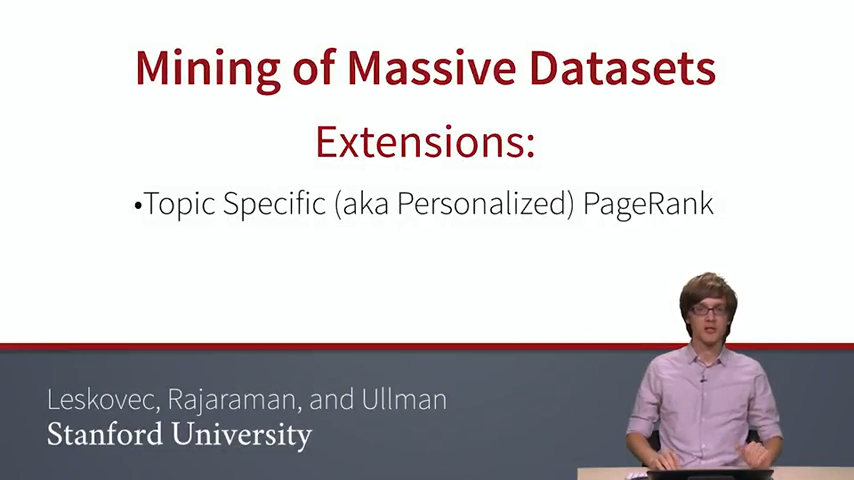 Mining of Massive Datasets
Extensions:
•Topic Specific (aka Personalized) PageRank
Leskovec, Rajaraman, and Ullman
Stanford University